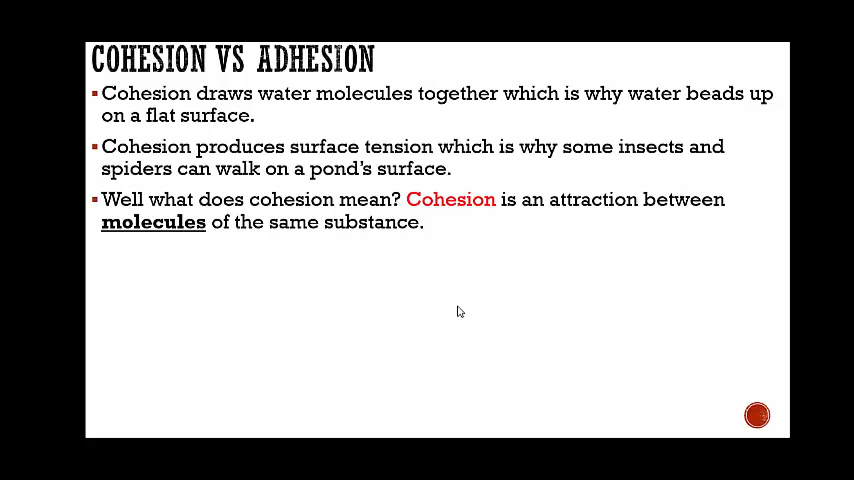 COHESION VS ADHESION
▪Cohesion draws water molecules together which is why water beads up
on a flat surface.
▪Cohesion produces surface tension which is why some insects and
spiders can walk on a pond's surface.
▪Well what does cohesion mean? Cohesion is an attraction between
molecules of the same substance.